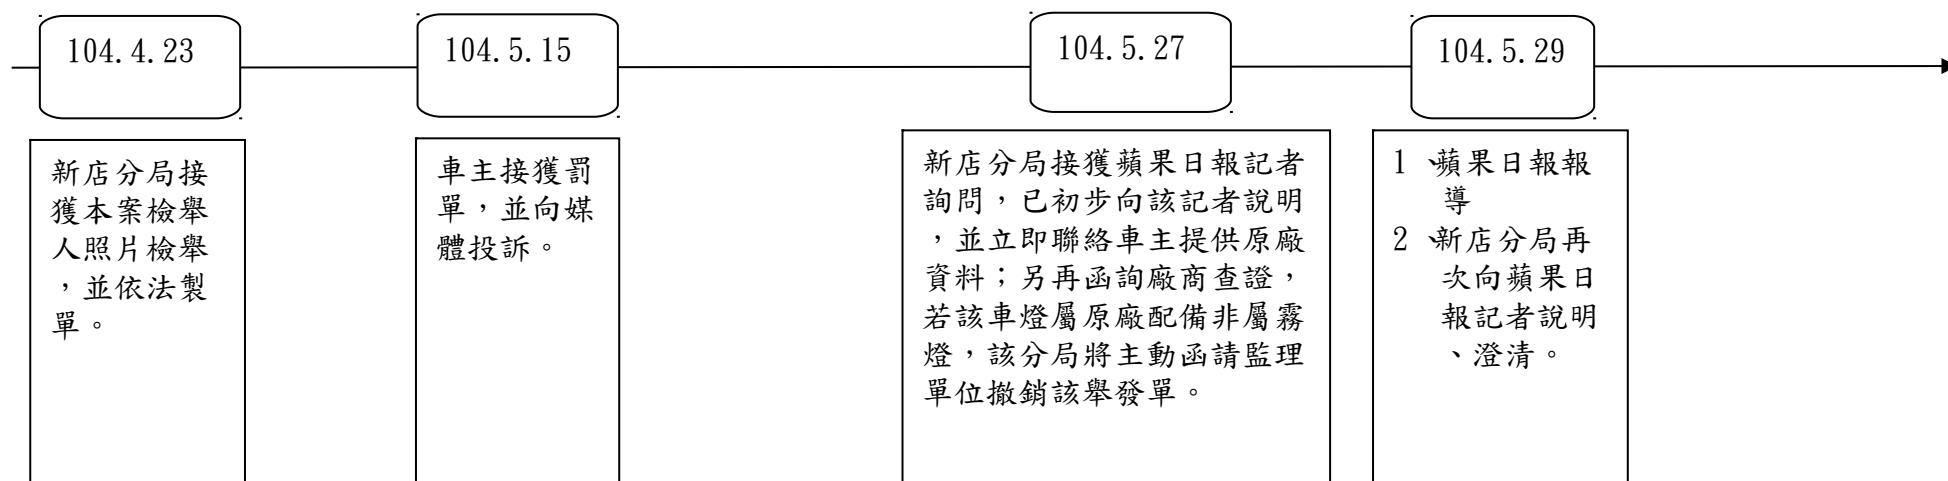 104.4.23
104.5.15
104.5.27
104.5.29
新店分局接
獲本案檢舉
人照片檢舉
，並依法製
單。
車主接獲罰
單，並向媒
體投訴。
新店分局接獲蘋果日報記者
詢問，已初步向該記者說明
，並立即聯絡車主提供原廠
資料；另再函詢廠商查證，
若該車燈屬原廠配備非屬霧
燈，該分局將主動函請監理
單位撤銷該舉發單。
1、蘋果日報報
導
2、新店分局再
次向蘋果日
報記者說明
、澄清。